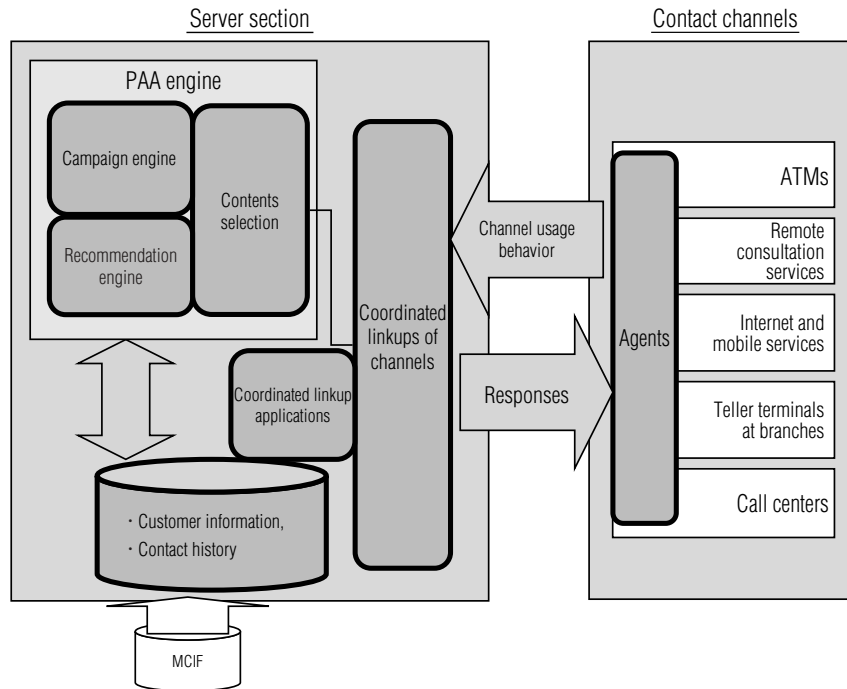 Server section
Contact channels
PAA engine
Campaign engine
Recommendation
engine
Contents
selection
Coordinated
linkups of
channels
Coordinated linkup
applications
・Customer information,
・Contact history
MCIF
Channel usage
behavior
Responses
Agents
ATMs
Remote
consultation
services
Internet and
mobile services
Teller terminals
at branches
Call centers